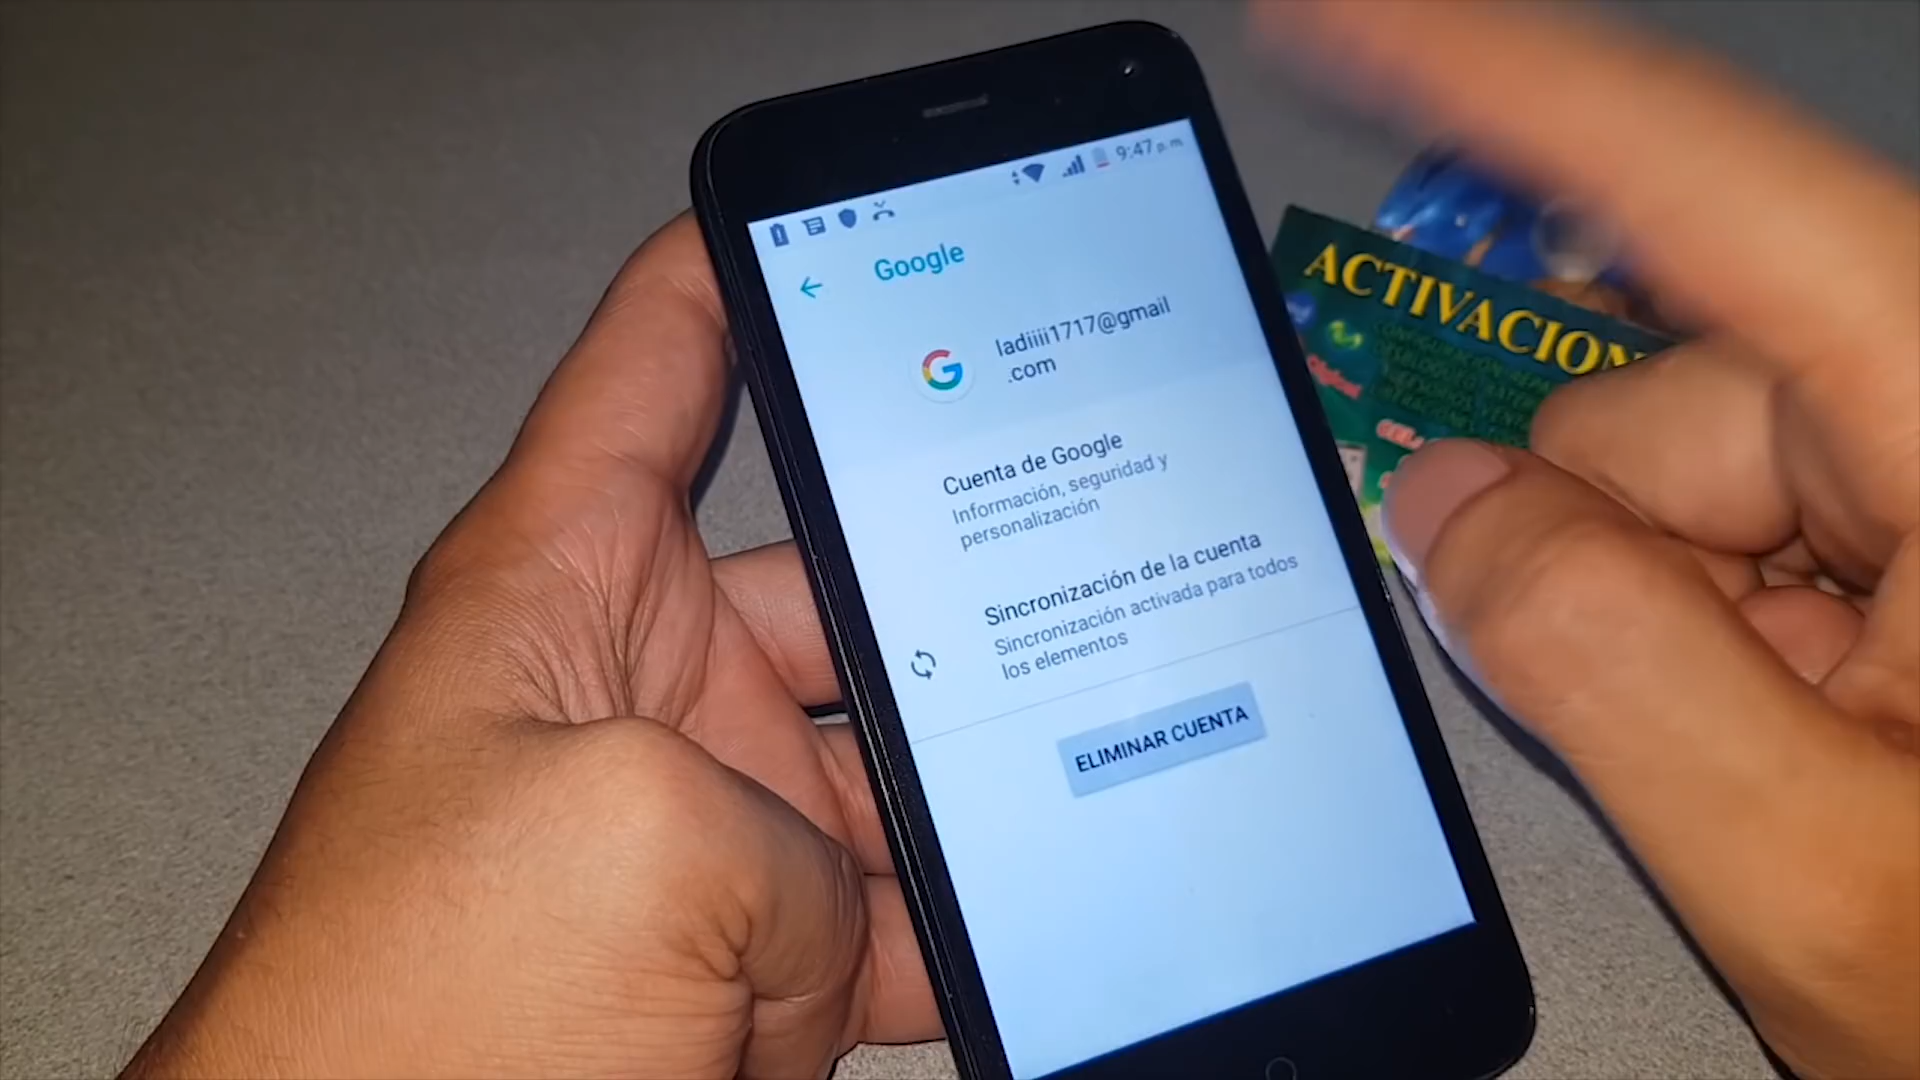 9:47 p. m.
Google
ladiiii1717@gmail
.com
Cuenta de Google
Información, seguridad y
personalización
Sincronización de la cuenta
Sincronización activada para todos
los elementos
ELIMINAR CUENTA
ACTIVACION